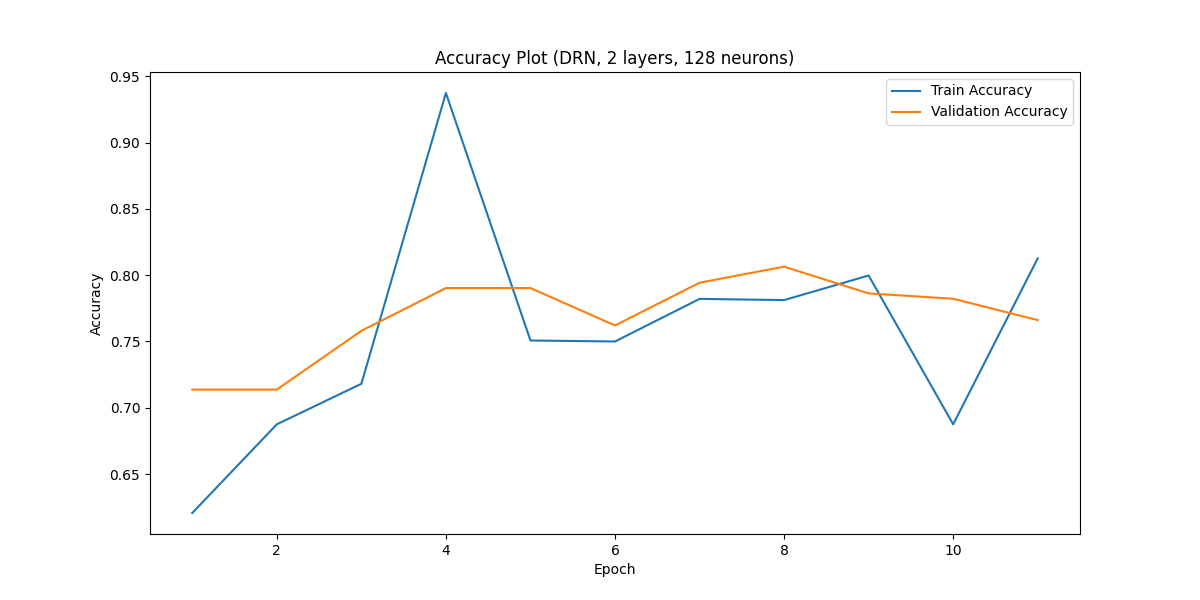 Accuracy Plot (DRN, 2 layers, 128 neurons)
Train Accuracy
Validation Accuracy
Accuracy
0.95
0.90
0.85
0.80
0.75
0.70
0.65
2 4 6 8 10
Epoch